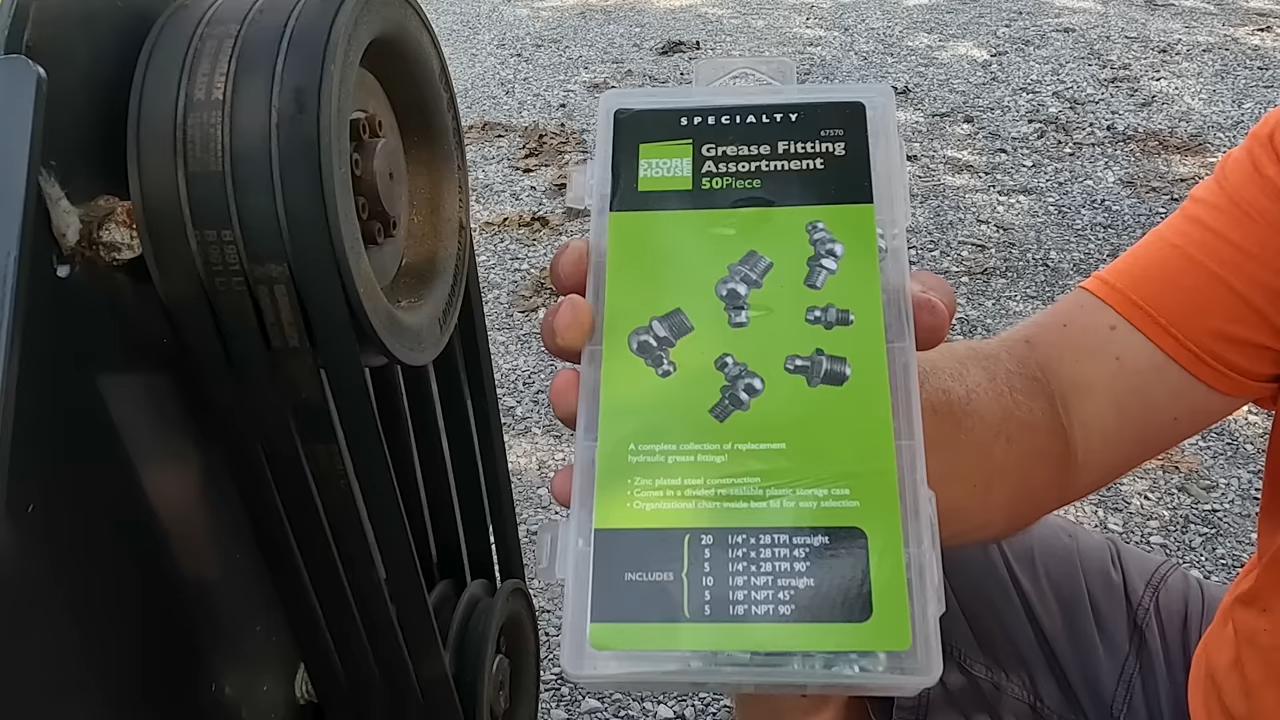 SPECIALTY
67570
STORE
HOUSE
Grease Fitting
Assortment
50Piece
A complete collection of replacement
hydraulic grease fittings!
• Zinc plated steel construction
• Comes in a divided re-sealable plastic storage case
• Organizational chart inside box lid for easy selection
INCLUDES
20 1/4" x 28 TPI straight
5 1/4" x 28 TPI 45°
5 1/4" x 28 TPI 90°
10 1/8" NPT straight
5 1/8" NPT 45°
5 1/8" NPT 90°